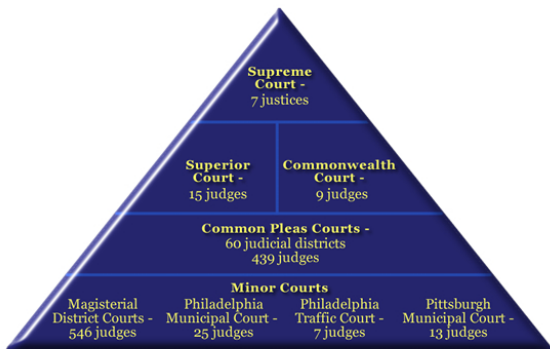 Supreme
Court -
7 justices
Superior
Court -
15 judges
Commonwealth
Court -
9 judges
Common Pleas Courts -
60 judicial districts
439 judges
Minor Courts
Magisterial
District Courts -
546 judges
Philadelphia
Municipal Court -
25 judges
Philadelphia
Traffic Court -
7 judges
Pittsburgh
Municipal Court -
13 judges